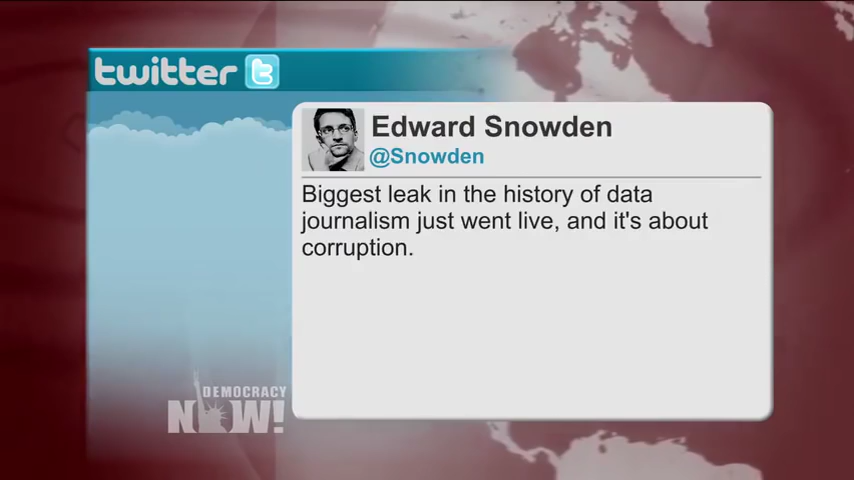 twitter
Edward Snowden
@Snowden
Biggest leak in the history of data
journalism just went live, and it's about
corruption.
DEMOCRACY
NOW!